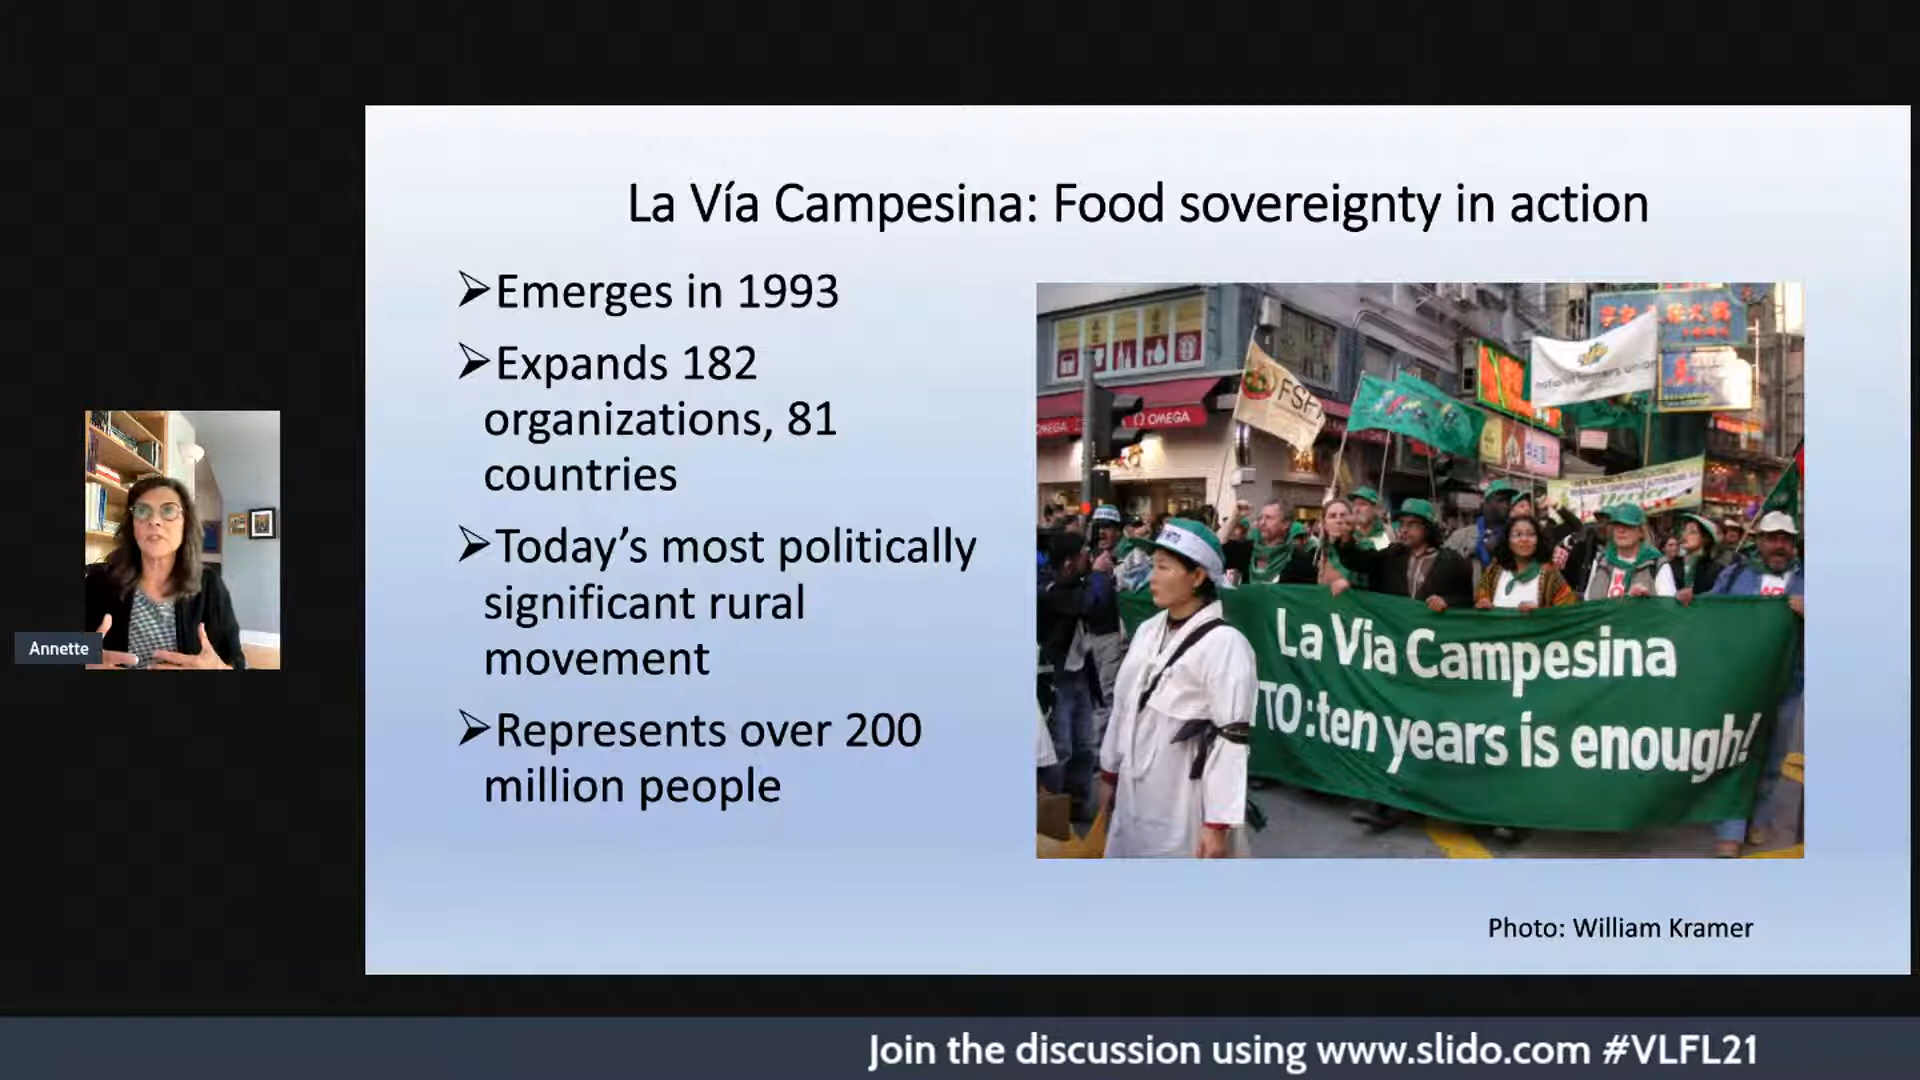 La Vía Campesina: Food sovereignty in action
➢Emerges in 1993
➢Expands 182
organizations, 81
countries
➢Today's most politically
significant rural
movement
➢Represents over 200
million people
OMEGA
OMEGA
FSF
La Via Campesina
TO:ten years is enough!
Photo: William Kramer
Annette
Join the discussion using www.slido.com #VLFL21